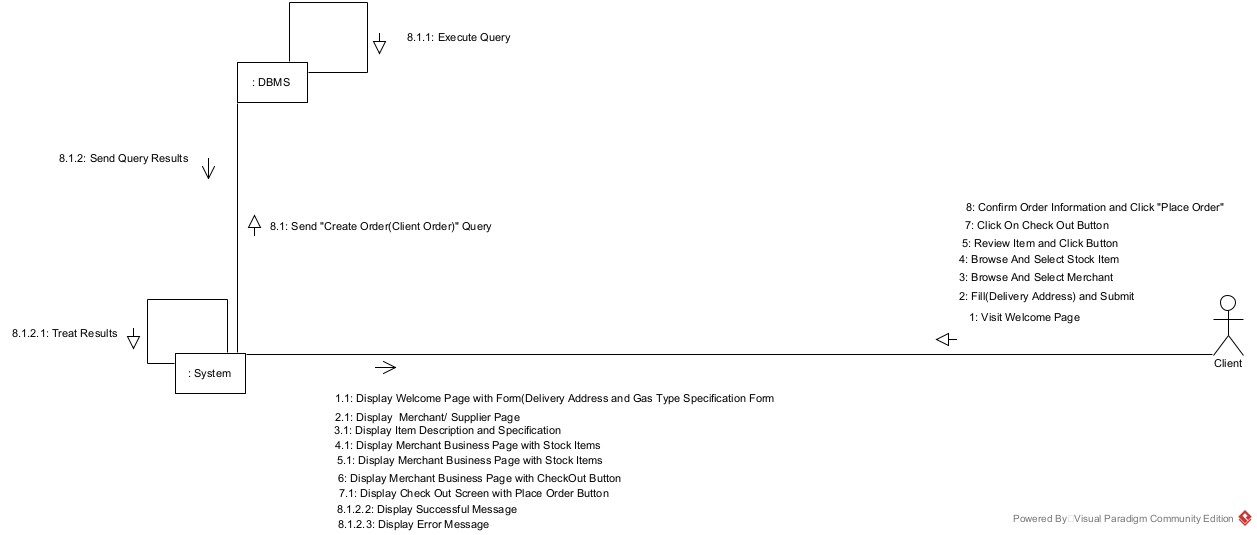 8.1.1: Execute Query
: DBMS
8.1.2: Send Query Results
8.1: Send "Create Order(Client Order)" Query
8: Confirm Order Information and Click "Place Order"
7: Click On Check Out Button
5: Review Item and Click Button
4: Browse And Select Stock Item
3: Browse And Select Merchant
2: Fill(Delivery Address) and Submit
1: Visit Welcome Page
8.1.2.1: Treat Results
: System
Client
1.1: Display Welcome Page with Form(Delivery Address and Gas Type Specification Form
2.1: Display Merchant/ Supplier Page
3.1: Display Item Description and Specification
4.1: Display Merchant Business Page with Stock Items
5.1: Display Merchant Business Page with Stock Items
6: Display Merchant Business Page with CheckOut Button
7.1: Display Check Out Screen with Place Order Button
8.1.2.2: Display Successful Message
8.1.2.3: Display Error Message
Powered By Visual Paradigm Community Edition